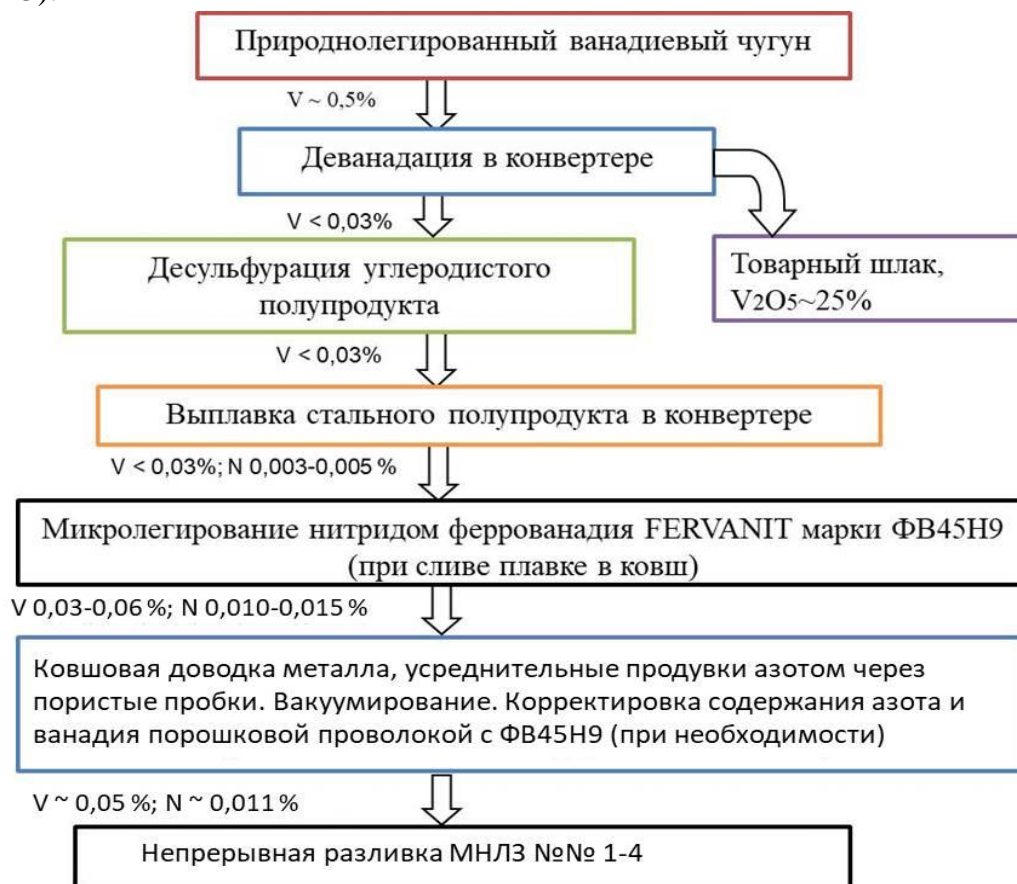 Природнолегированный ванадиевый чугун
V ~ 0,5%
Деванадация в конвертере
V < 0,03%
Десульфурация углеродистого
полупродукта
Товарный шлак,
V2O5~25%
V < 0,03%
Выплавка стального полупродукта в конвертере
V < 0,03%; N 0,003-0,005 %
Микролегирование нитридом феррованадия FERVANIT марки ФВ45Н9
(при сливе плавке в ковш)
V 0,03-0,06 %; N 0,010-0,015 %
Ковшовая доводка металла, усреднительные продувки азотом через
пористые пробки. Вакуумирование. Корректировка содержания азота и
ванадия порошковой проволокой с ФВ45Н9 (при необходимости)
V ~ 0,05 %; N ~ 0,011 %
Непрерывная разливка МНЛЗ №№ 1-4